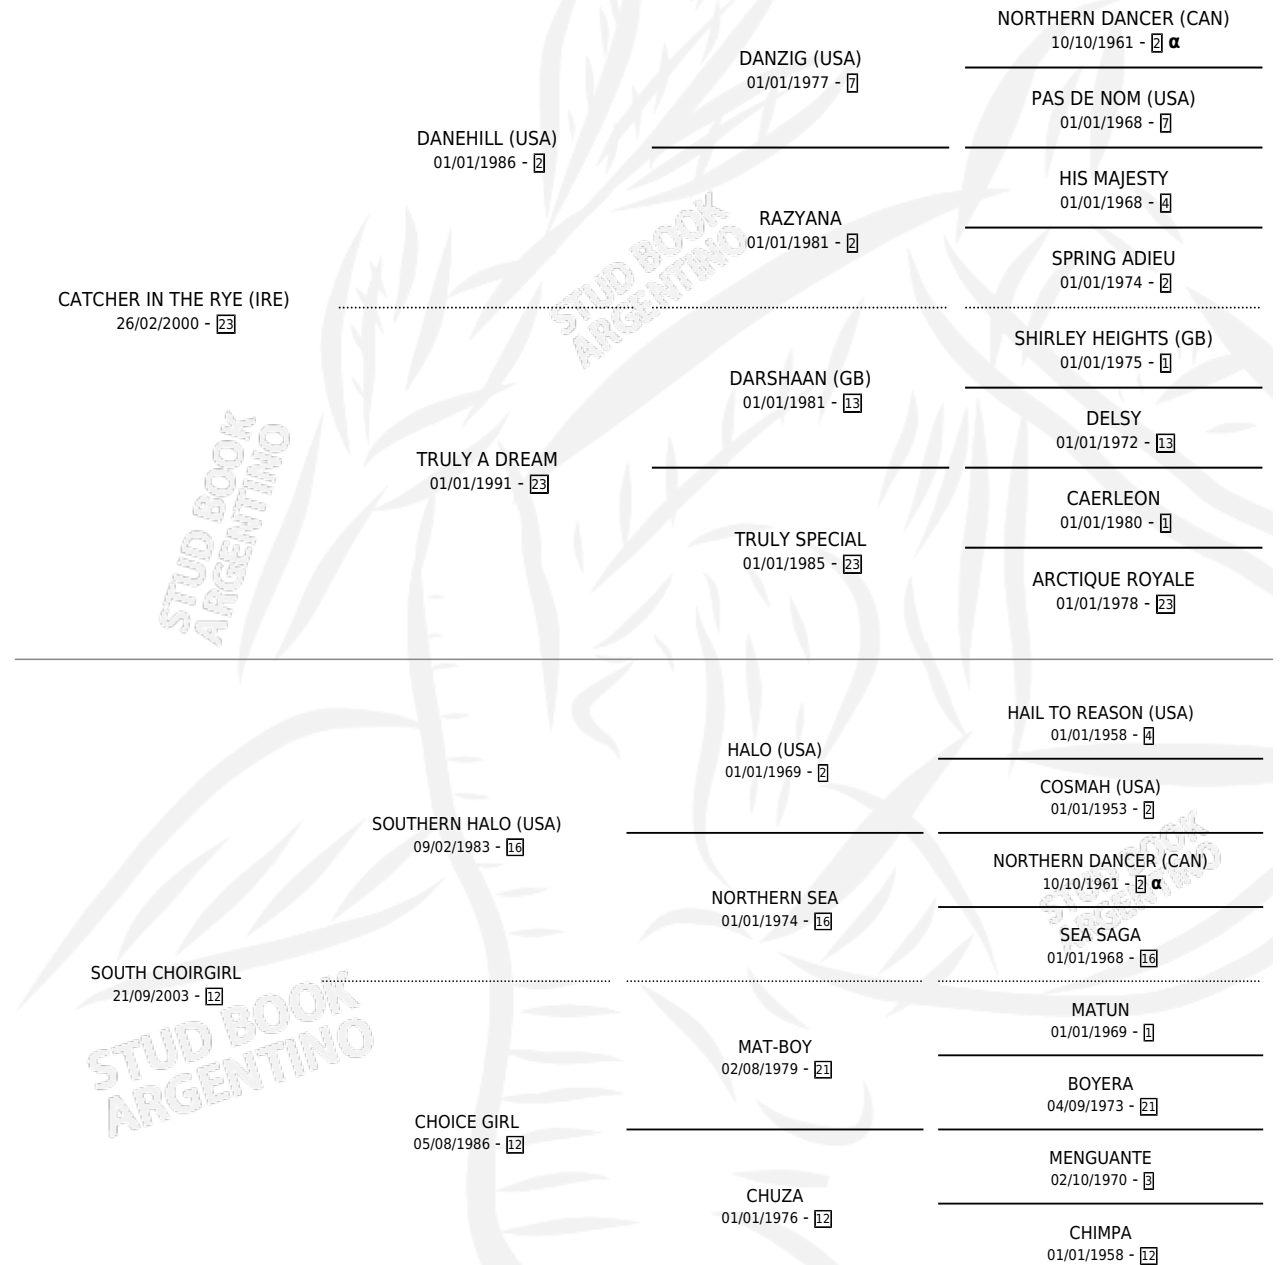 NORTHERN DANCER (CAN)
10/10/1961 - 2 α
DANZIG (USA)
01/01/1977 - 7
PAS DE NOM (USA)
01/01/1968 - 7
DANEHILL (USA)
01/01/1986 - 2
HIS MAJESTY
01/01/1968 - 4
RAZYANA
01/01/1981 - 2
SPRING ADIEU
01/01/1974 - 2
CATCHER IN THE RYE (IRE)
26/02/2000 - 23
SHIRLEY HEIGHTS (GB)
01/01/1975 - 1
DARSHAAN (GB)
01/01/1981 - 13
DELSY
01/01/1972 - 13
TRULY A DREAM
01/01/1991 - 23
CAERLEON
01/01/1980 - 1
TRULY SPECIAL
01/01/1985 - 23
ARCTIQUE ROYALE
01/01/1978 - 23
HAIL TO REASON (USA)
01/01/1958 - 4
HALO (USA)
01/01/1969 - 2
COSMAH (USA)
01/01/1953 - 2
SOUTHERN HALO (USA)
09/02/1983 - 16
NORTHERN DANCER (CAN)
10/10/1961 - 2 α
NORTHERN SEA
01/01/1974 - 16
SEA SAGA
01/01/1968 - 16
SOUTH CHOIRGIRL
21/09/2003 - 12
MATUN
01/01/1969 - 1
MAT-BOY
02/08/1979 - 21
BOYERA
04/09/1973 - 21
CHOICE GIRL
05/08/1986 - 12
MENGUANTE
02/10/1970 - 3
CHUZA
01/01/1976 - 12
CHIMPA
01/01/1958 - 12
STUD BOOK
ARGENTINO
STUD BOOK
ARGENTINO
STUD BOOK
ARGENTINO
STUD BOOK
ARGENTINO